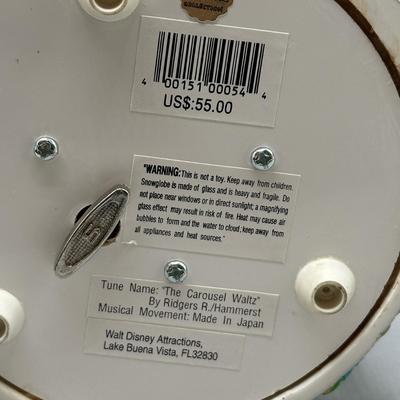 COLLECTION
4 00151 00054 4
US$:55.00
"WARNING: This is not a toy. Keep away from children.
Snowglobe is made of glass and is heavy and fragile. Do
not place near windows or in direct sunlight; a magnifying
glass effect may result in risk of fire. Heat may cause air
bubbles to form and the water to cloud; keep away from
all appliances and heat sources."
Tune Name: "The Carousel Waltz"
By Ridgers R./Hammerst
Musical Movement: Made In Japan
Walt Disney Attractions,
Lake Buena Vista, FL32830